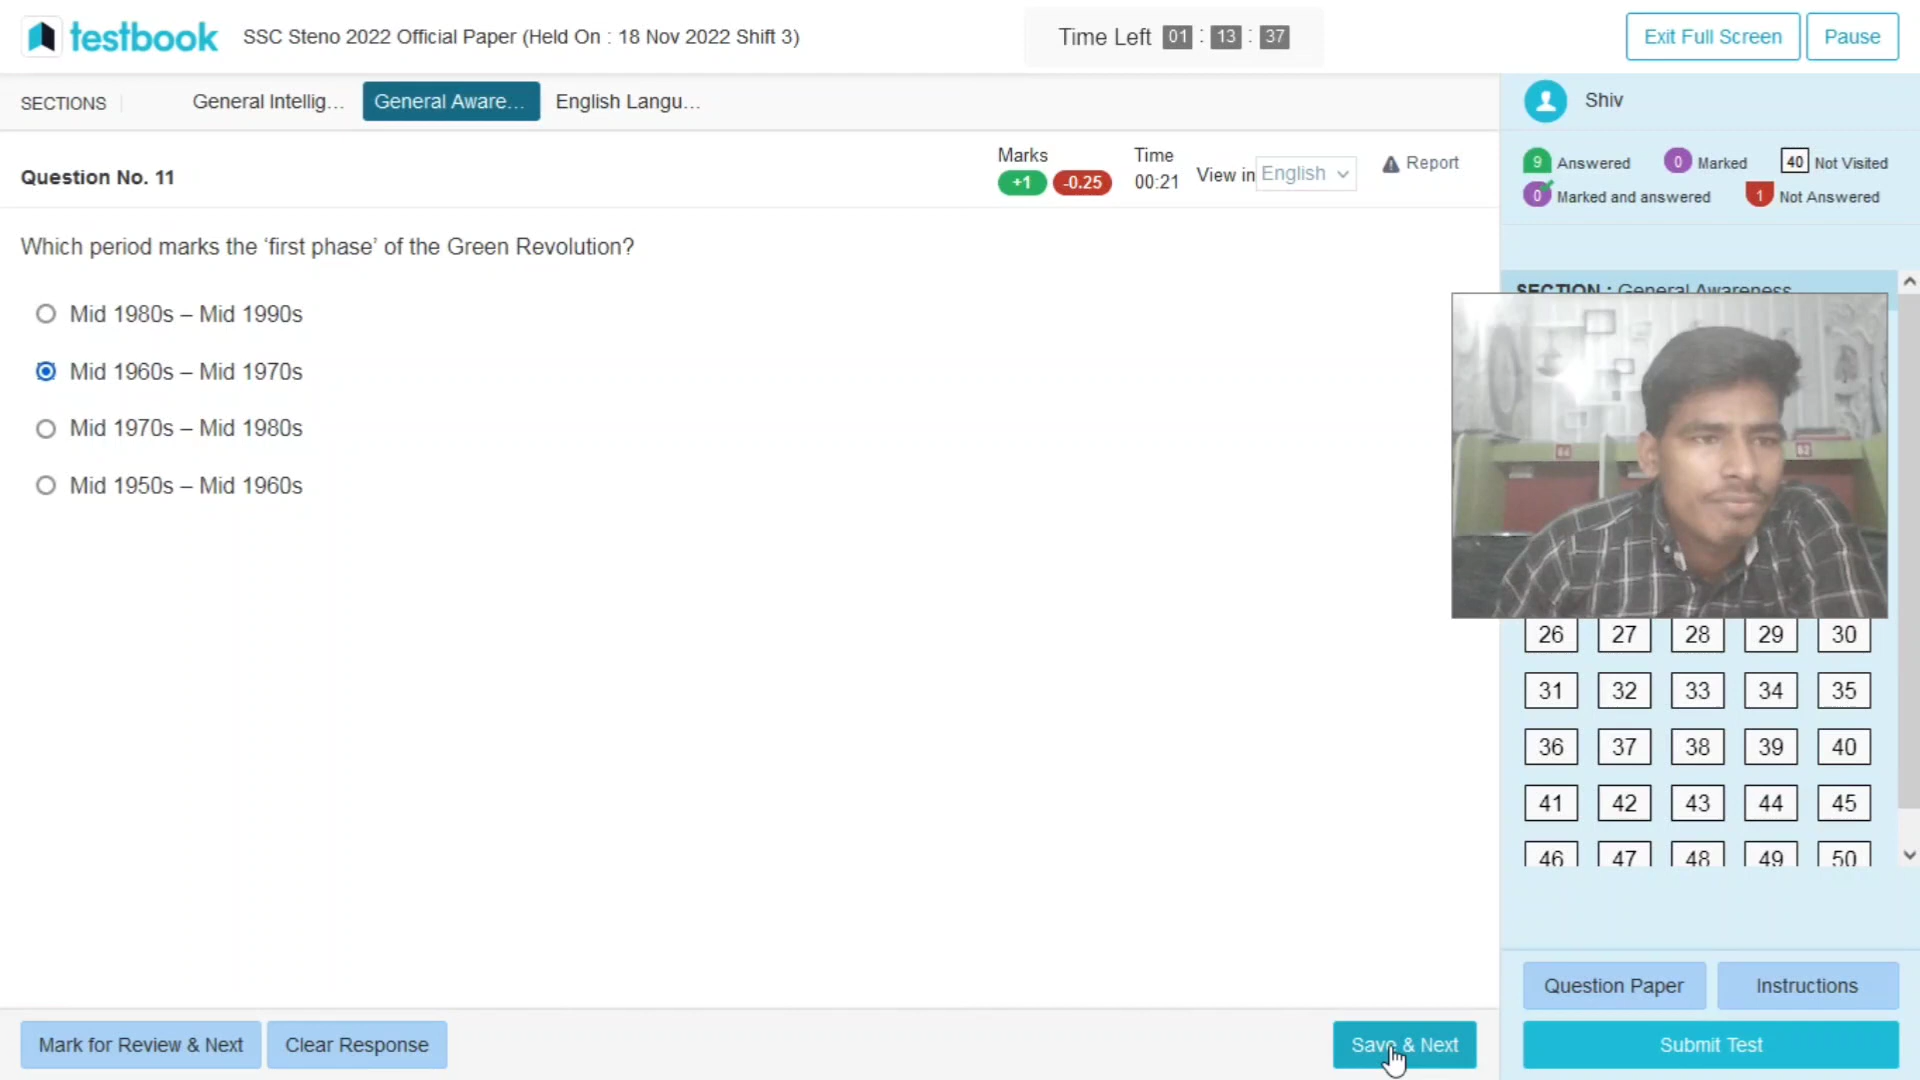 testbook
SSC Steno 2022 Official Paper (Held On : 18 Nov 2022 Shift 3)
Time Left 01 : 13 : 37
Exit Full Screen
Pause
SECTIONS
General Intellig...
General Aware...
English Langu...
Shiv
Question No. 11
Marks
+1
-0.25
Time
00:21
View in English
Report
9 Answered
0 Marked
40 Not Visited
0 Marked and answered
1 Not Answered
Which period marks the ‘first phase’ of the Green Revolution?
Mid 1980s – Mid 1990s
Mid 1960s – Mid 1970s
Mid 1970s – Mid 1980s
Mid 1950s – Mid 1960s
SECTION : General Awareness
26 27 28 29 30
31 32 33 34 35
36 37 38 39 40
41 42 43 44 45
46 47 48 49 50
Question Paper
Instructions
Mark for Review & Next
Clear Response
Save & Next
Submit Test